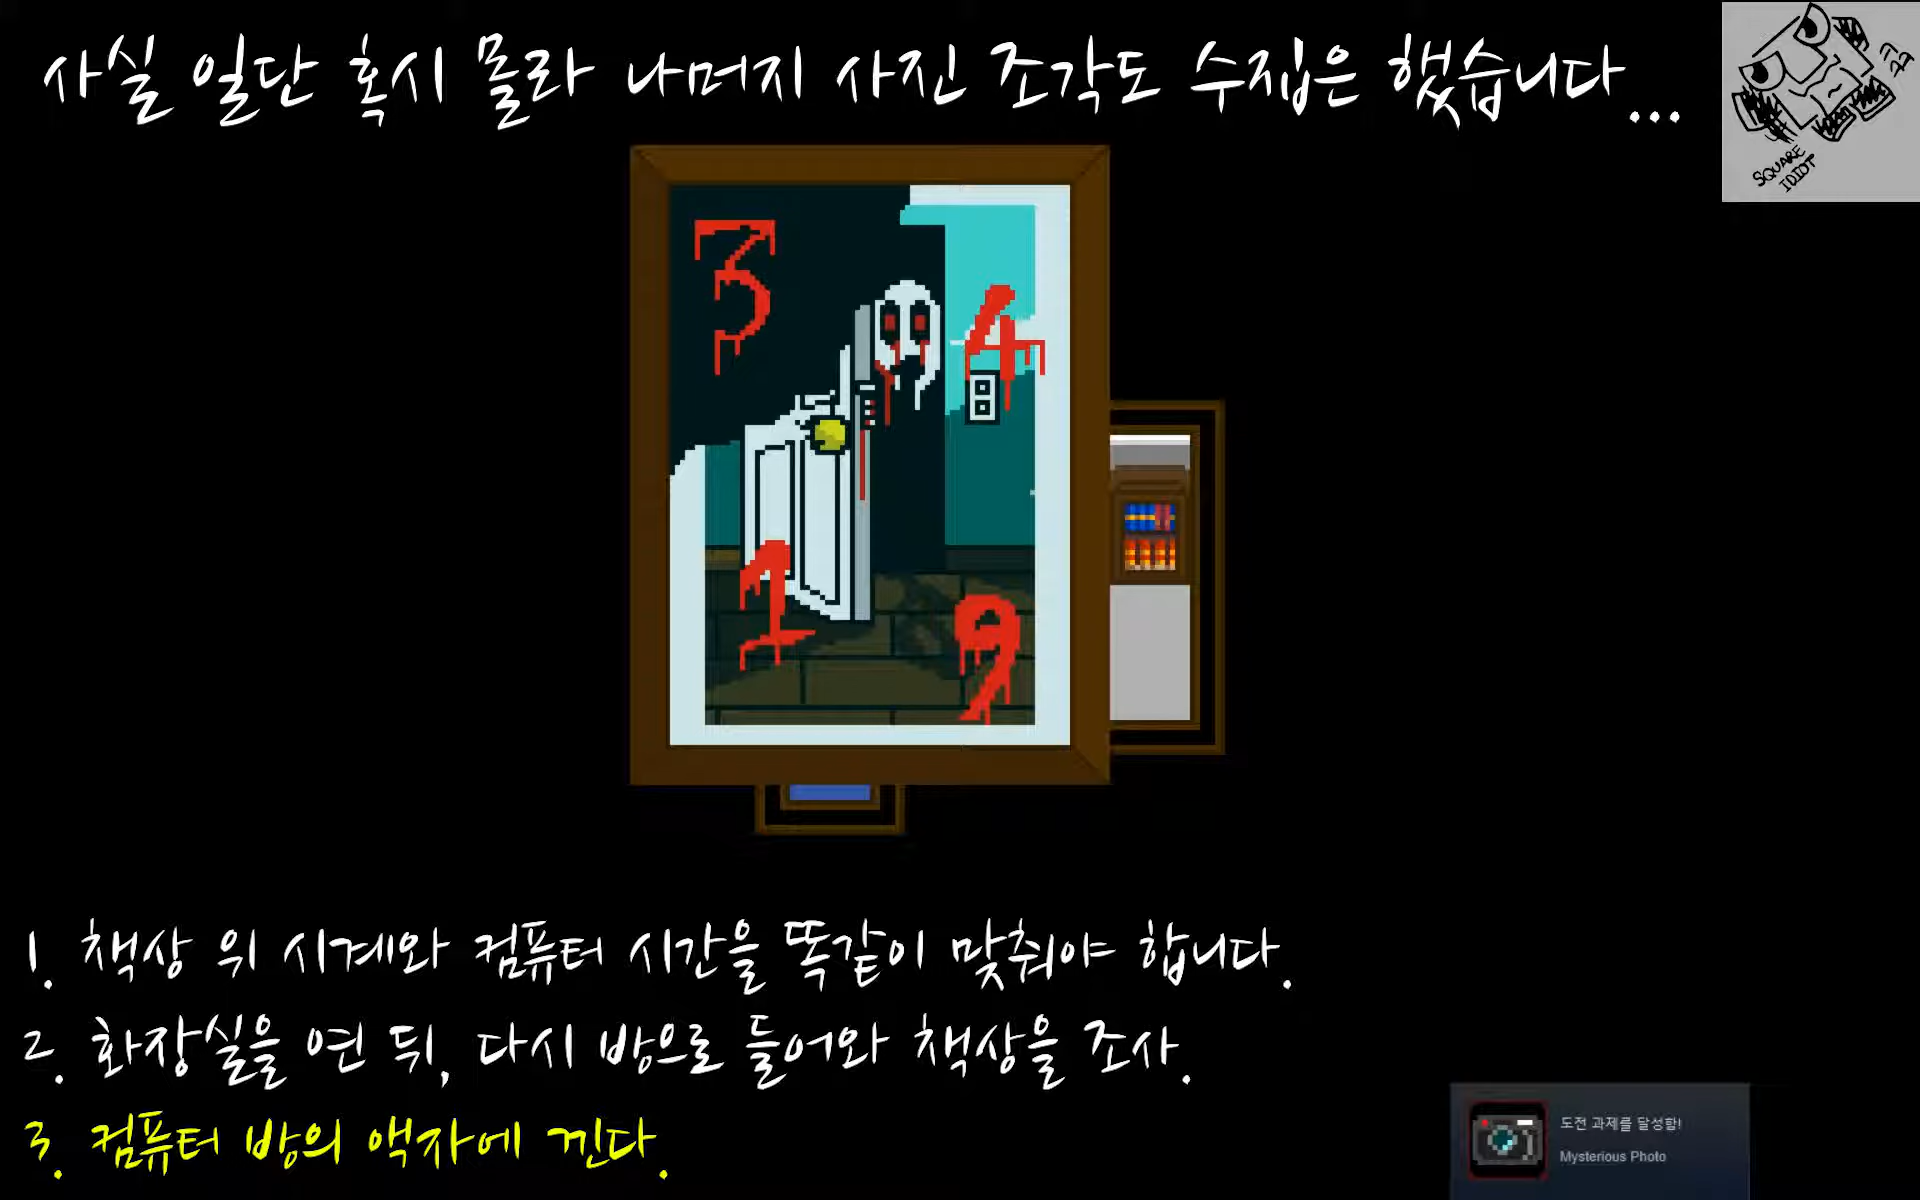 사실 일단 혹시 몰라 나머지 사진 조각도 수집은 했습니다...
SQUARE
IDIOT
3
4
1
9
1. 책상 위 시계와 컴퓨터 시간을 똑같이 맞춰야 합니다.
2. 화장실을 연 뒤, 다시 방으로 들어와 책상을 조사.
3. 컴퓨터 방의 액자에 낀다.
도전 과제를 달성함!
Mysterious Photo